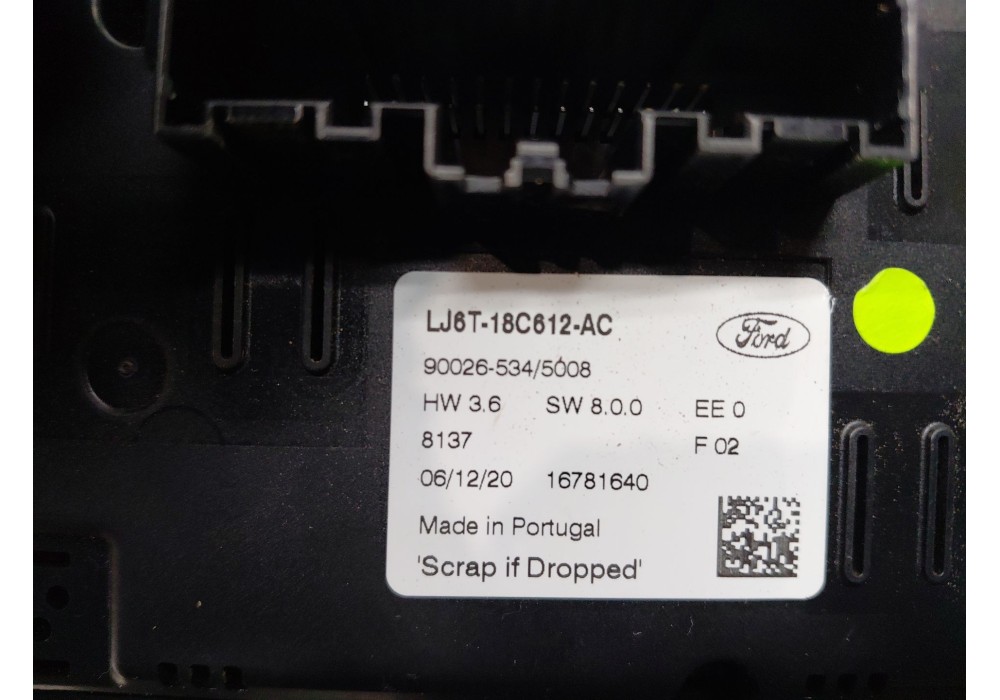 LJ6T-18C612-AC
Ford
90026-534/5008
HW 3.6 SW 8.0.0 EE 0
8137 F 02
06/12/20 16781640
Made in Portugal
'Scrap if Dropped'